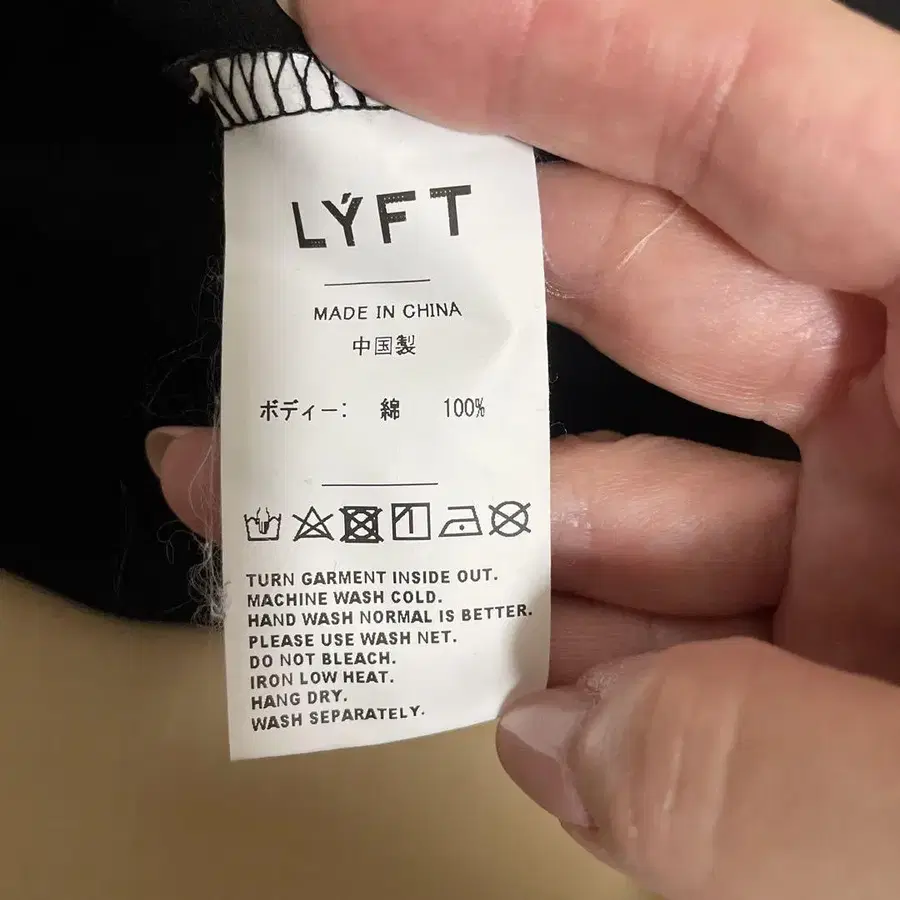 LÝFT
MADE IN CHINA
中国製
ボディー: 綿 100%
TURN GARMENT INSIDE OUT.
MACHINE WASH COLD.
HAND WASH NORMAL IS BETTER.
PLEASE USE WASH NET.
DO NOT BLEACH.
IRON LOW HEAT.
HANG DRY.
WASH SEPARATELY.